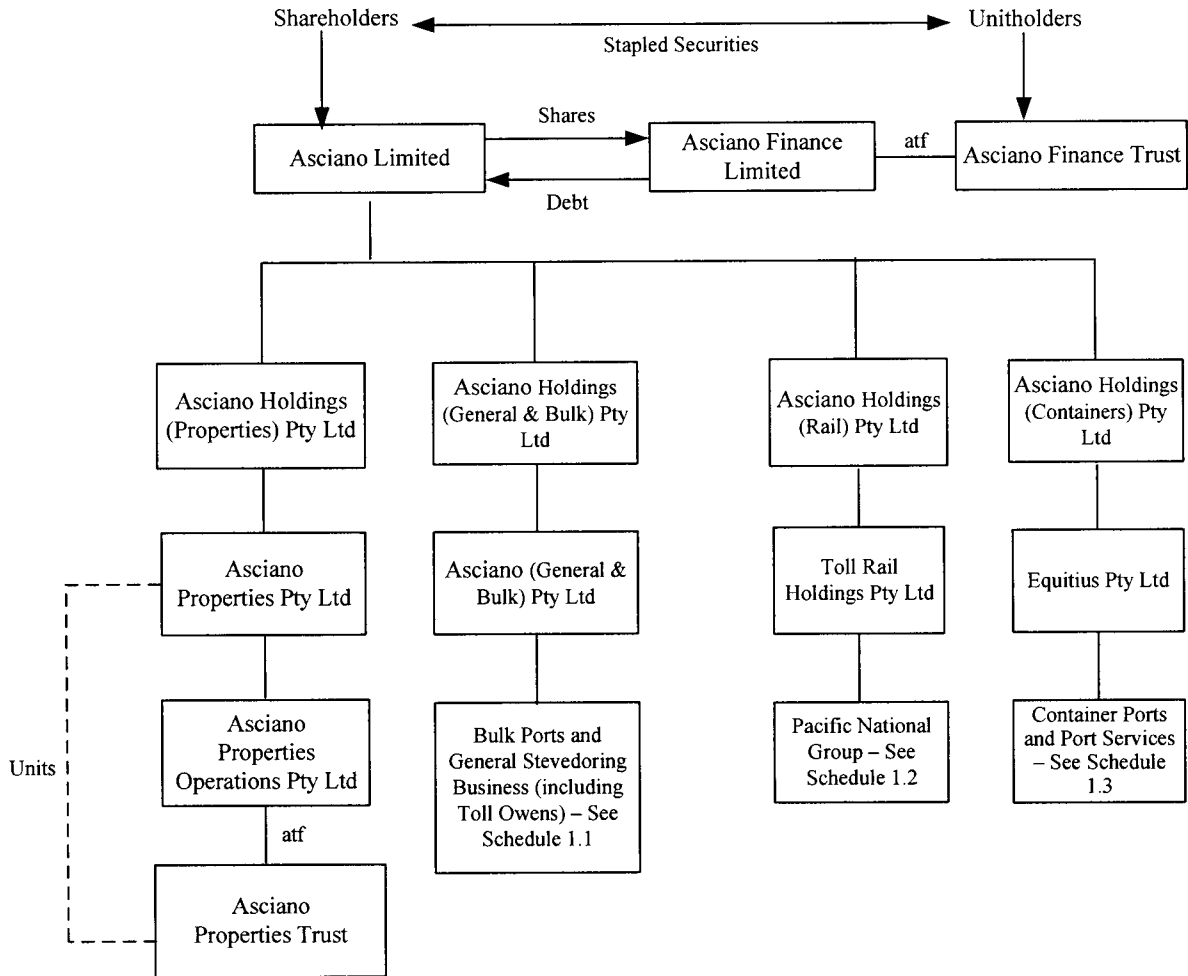 Shareholders
Unitholders
Stapled Securities
Shares
Asciano Limited
Asciano Finance
Limited
atf
Asciano Finance Trust
Debt
Asciano Holdings
(Properties) Pty Ltd
Asciano Holdings
(General & Bulk) Pty
Ltd
Asciano Holdings
(Rail) Pty Ltd
Asciano Holdings
(Containers) Pty
Ltd
Asciano
Properties Pty Ltd
Asciano (General &
Bulk) Pty Ltd
Toll Rail
Holdings Pty Ltd
Equitius Pty Ltd
Units
Asciano
Properties
Operations Pty Ltd
Bulk Ports and
General Stevedoring
Business (including
Toll Owens) – See
Schedule 1.1
Pacific National
Group – See
Schedule 1.2
Container Ports
and Port Services
– See Schedule
1.3
atf
Asciano
Properties Trust